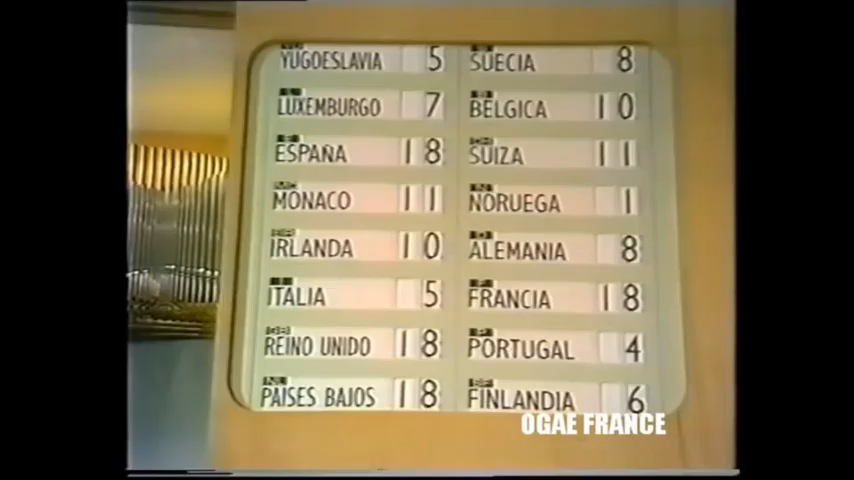 YUGOESLAVIA 5 SUECIA 8
LUXEMBURGO 7 BELGICA 10
ESPAÑA 18 SUIZA 11
MONACO 11 NORUEGA 1
IRLANDA 10 ALEMANIA 8
ITALIA 5 FRANCIA 18
REINO UNIDO 18 PORTUGAL 4
PAISES BAJOS 18 FINLANDIA 6
OGAE FRANCE